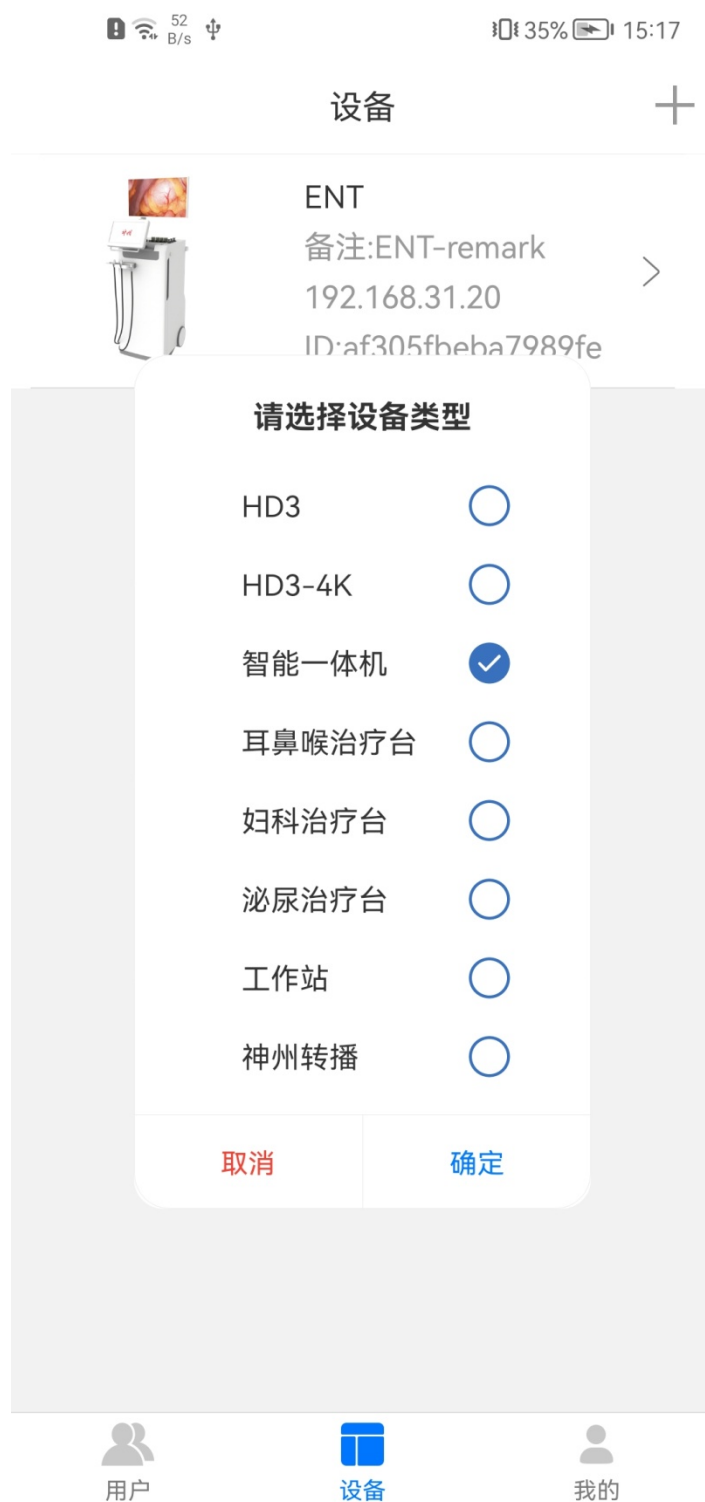 52
B/s
35%
15:17
设备
ENT
备注:ENT-remark
192.168.31.20
ID:af305fbeba7989fe
请选择设备类型
HD3
HD3-4K
智能一体机
耳鼻喉治疗台
妇科治疗台
泌尿治疗台
工作站
神州转播
取消
确定
用户
设备
我的